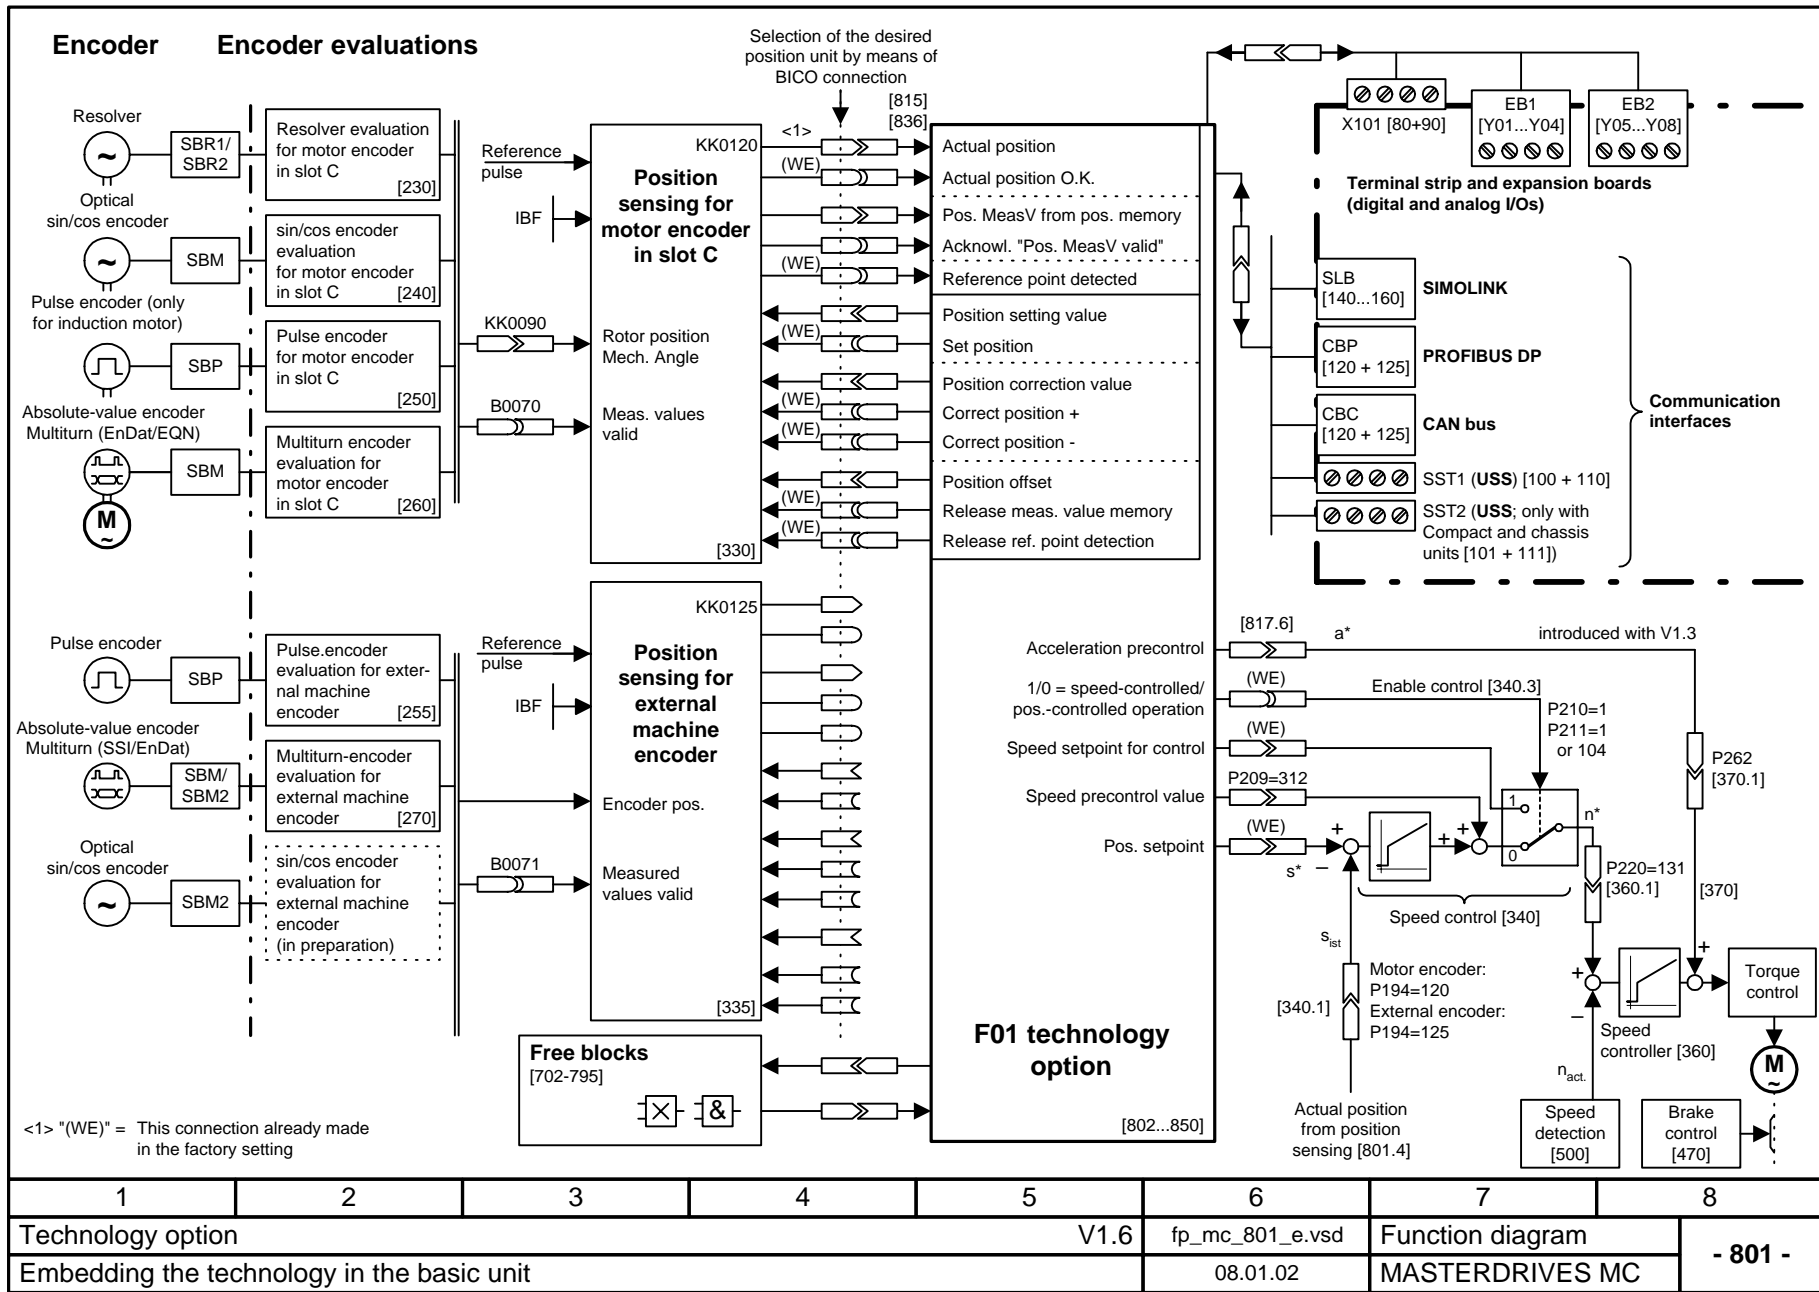 Encoder
Encoder evaluations
Selection of the desired
position unit by means of
BICO connection
[815]
[836]
Resolver
~
SBR1/
SBR2
Resolver evaluation
for motor encoder
in slot C
[230]
Optical
sin/cos encoder
~
SBM
sin/cos encoder
evaluation
for motor encoder
in slot C
[240]
Pulse encoder (only
for induction motor)
SBP
Pulse encoder
for motor encoder
in slot C
[250]
Absolute-value encoder
Multiturn (EnDat/EQN)
SBM
Multiturn encoder
evaluation for
motor encoder
in slot C
[260]
M
~
Reference
pulse
IBF
KK0090
B0070
KK0120
Position
sensing for
motor encoder
in slot C
Rotor position
Mech. Angle
Meas. values
valid
[330]
<1>
(WE)
(WE)
(WE)
(WE)
(WE)
(WE)
(WE)
Actual position
Actual position O.K.
Pos. MeasV from pos. memory
Acknowl. "Pos. MeasV valid"
Reference point detected
Position setting value
Set position
Position correction value
Correct position +
Correct position -
Position offset
Release meas. value memory
Release ref. point detection
X101 [80+90]
EB1
[Y01...Y04]
EB2
[Y05...Y08]
Terminal strip and expansion boards
(digital and analog I/Os)
SLB
[140...160]
SIMOLINK
CBP
[120 + 125]
PROFIBUS DP
CBC
[120 + 125]
CAN bus
SST1 (USS) [100 + 110]
SST2 (USS; only with
Compact and chassis
units [101 + 111])
Communication
interfaces
Pulse encoder
SBP
Pulse.encoder
evaluation for exter-
nal machine
encoder
[255]
Absolute-value encoder
Multiturn (SSI/EnDat)
SBM/
SBM2
Multiturn-encoder
evaluation for
external machine
encoder
[270]
Optical
sin/cos encoder
~
SBM2
sin/cos encoder
evaluation for
external machine
encoder
(in preparation)
Reference
pulse
IBF
B0071
KK0125
Position
sensing for
external
machine
encoder
Encoder pos.
Measured
values valid
[335]
Free blocks
[702-795]
&
Acceleration precontrol
1/0 = speed-controlled/
pos.-controlled operation
Speed setpoint for control
Speed precontrol value
Pos. setpoint
F01 technology
option
[802...850]
[817.6]
a*
introduced with V1.3
(WE)
Enable control [340.3]
P210=1
P211=1
or 104
(WE)
P209=312
(WE)
s*
+
–
+
+
1
0
n*
P262
[370.1]
P220=131
[360.1]
[370]
Speed control [340]
s ist
[340.1]
Motor encoder:
P194=120
External encoder:
P194=125
Actual position
from position
sensing [801.4]
+
–
+
Speed
controller [360]
Torque
control
M
~
n act.
Speed
detection
[500]
Brake
control
[470]
<1> "(WE)" = This connection already made
in the factory setting
1 2 3 4 5 6 7 8
Technology option V1.6 fp_mc_801_e.vsd Function diagram
- 801 -
Embedding the technology in the basic unit 08.01.02 MASTERDRIVES MC